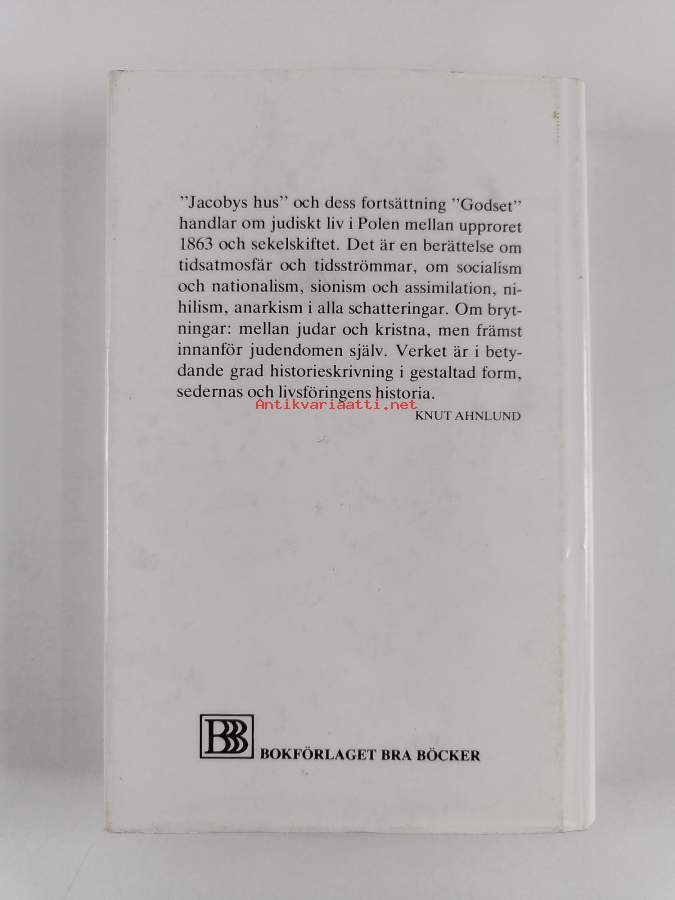 ”Jacobys hus” och dess fortsättning ”Godset”
handlar om judiskt liv i Polen mellan upproret
1863 och sekelskiftet. Det är en berättelse om
tidsatmosfär och tidsströmmar, om socialism
och nationalism, sionism och assimilation, ni-
hilism, anarkism i alla schatteringar. Om bryt-
ningar: mellan judar och kristna, men främst
innanför judendomen själv. Verket är i bety-
dande grad historieskrivning i gestaltad form,
sedernas och livsföringens historia.
Antikvariaatti.net
KNUT AHNLUND
BBB
BOKFÖRLAGET BRA BÖCKER